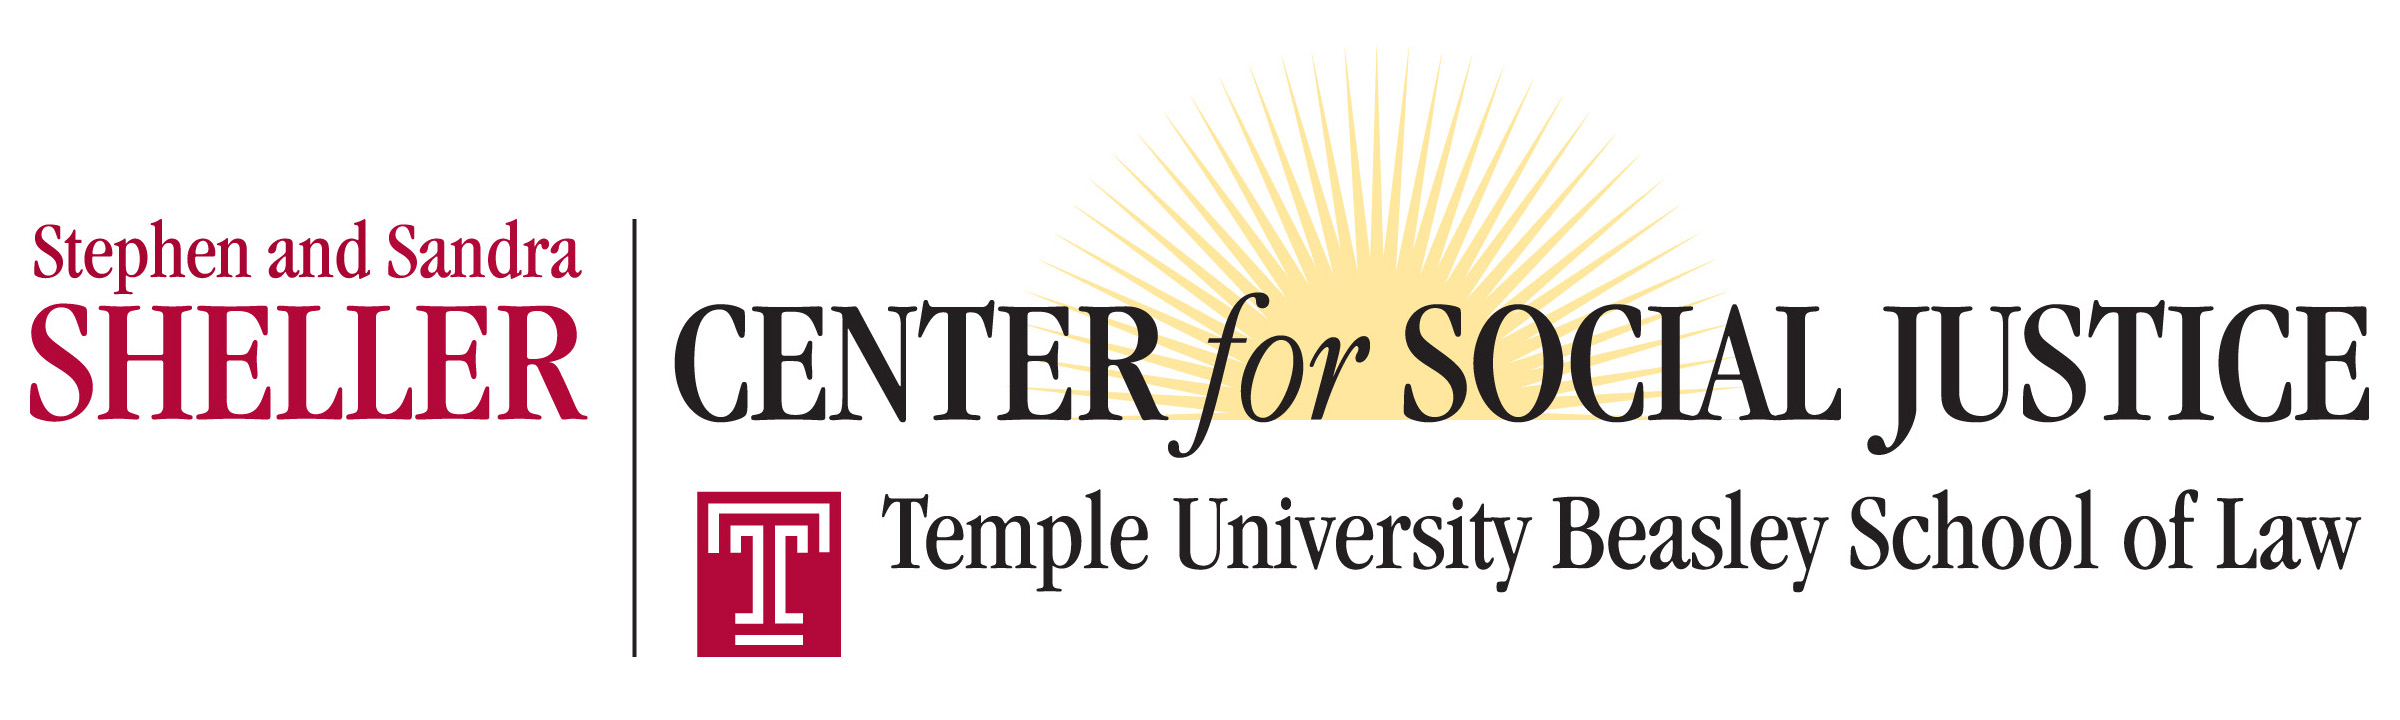 Stephen and Sandra
SHELLER
CENTER for SOCIAL JUSTICE
T
Temple University Beasley School of Law